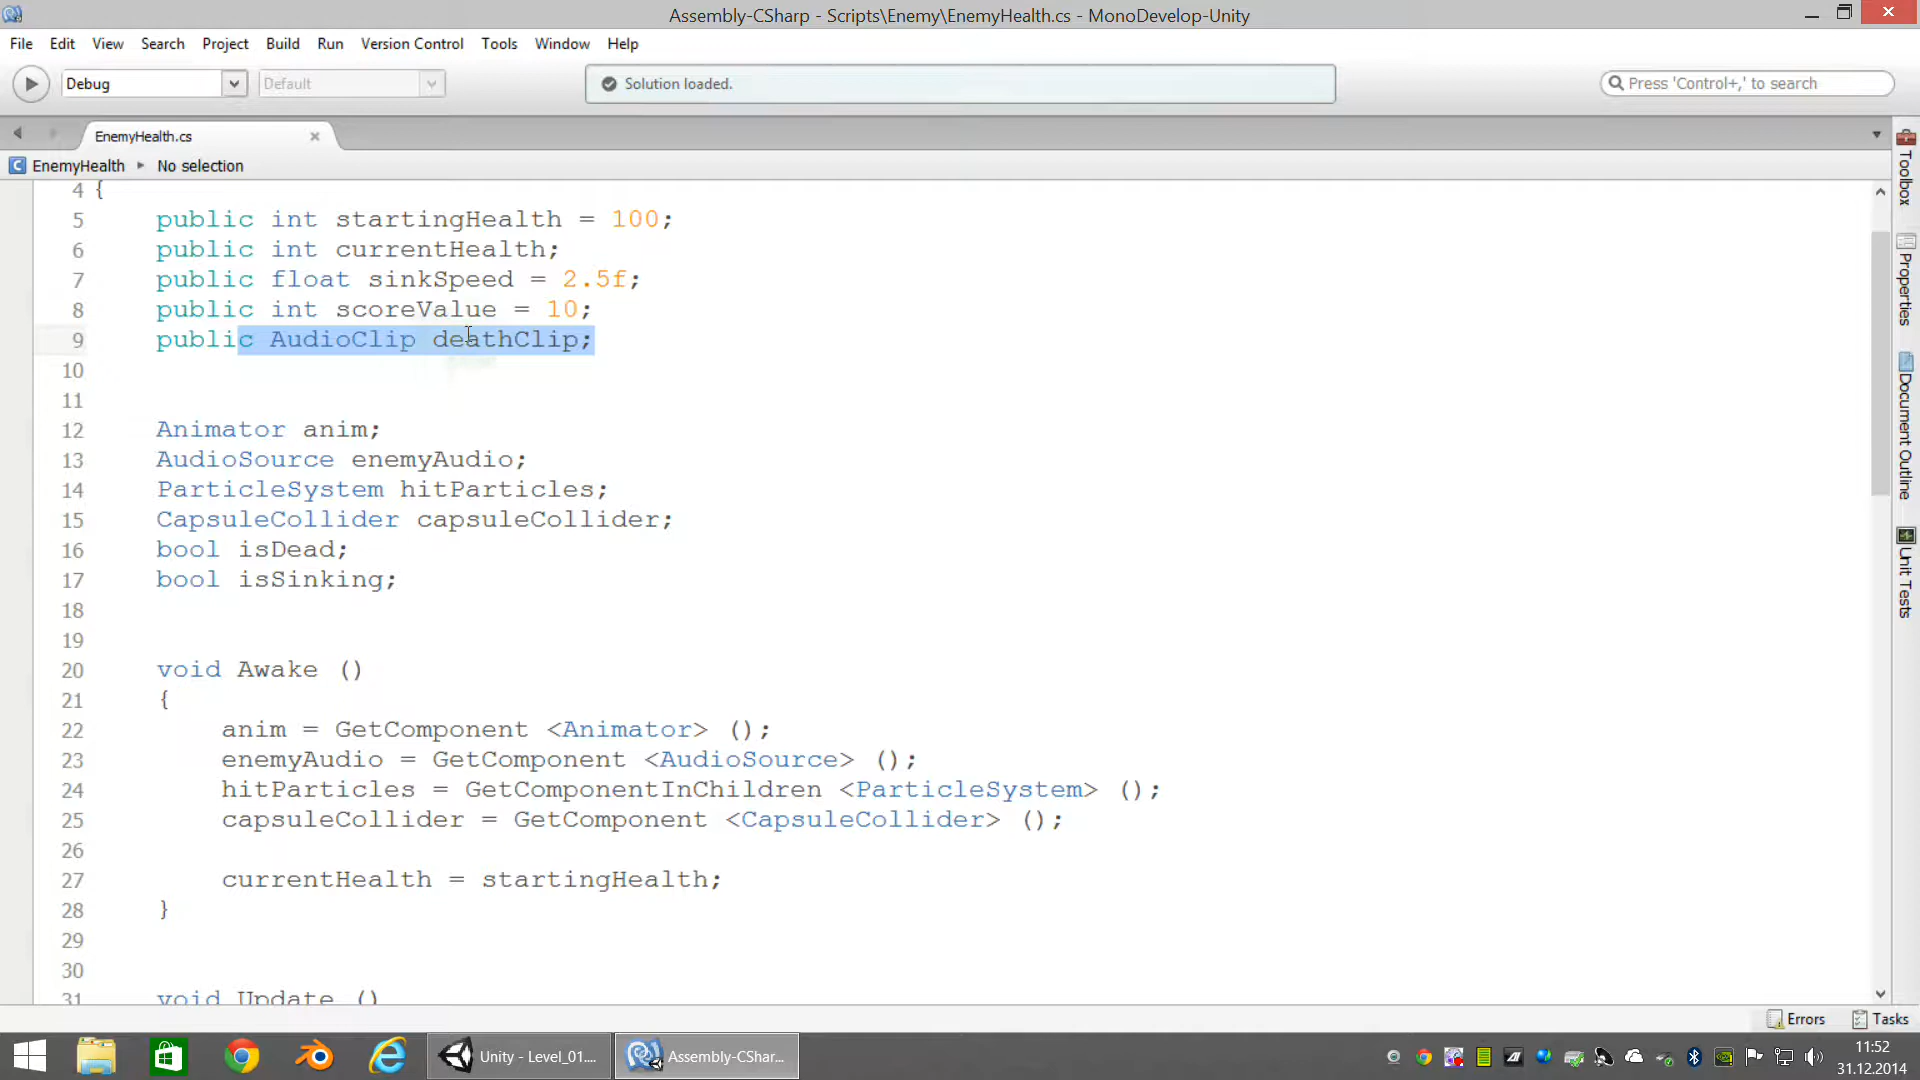 Assembly-CSharp - Scripts\Enemy\EnemyHealth.cs - MonoDevelop-Unity
File Edit View Search Project Build Run Version Control Tools Window Help
Debug Default Solution loaded. Press 'Control+,' to search
EnemyHealth.cs
EnemyHealth No selection
4 {
5 public int startingHealth = 100;
6 public int currentHealth;
7 public float sinkSpeed = 2.5f;
8 public int scoreValue = 10;
9 public AudioClip deathClip;
10
11
12 Animator anim;
13 AudioSource enemyAudio;
14 ParticleSystem hitParticles;
15 CapsuleCollider capsuleCollider;
16 bool isDead;
17 bool isSinking;
18
19
20 void Awake ()
21 {
22 anim = GetComponent <Animator> ();
23 enemyAudio = GetComponent <AudioSource> ();
24 hitParticles = GetComponentInChildren <ParticleSystem> ();
25 capsuleCollider = GetComponent <CapsuleCollider> ();
26
27 currentHealth = startingHealth;
28 }
29
30
31 void Update ()
Toolbox
Properties
Document Outline
Unit Tests
Errors Tasks
Unity - Level_01.... Assembly-CShar...
11:52
31.12.2014